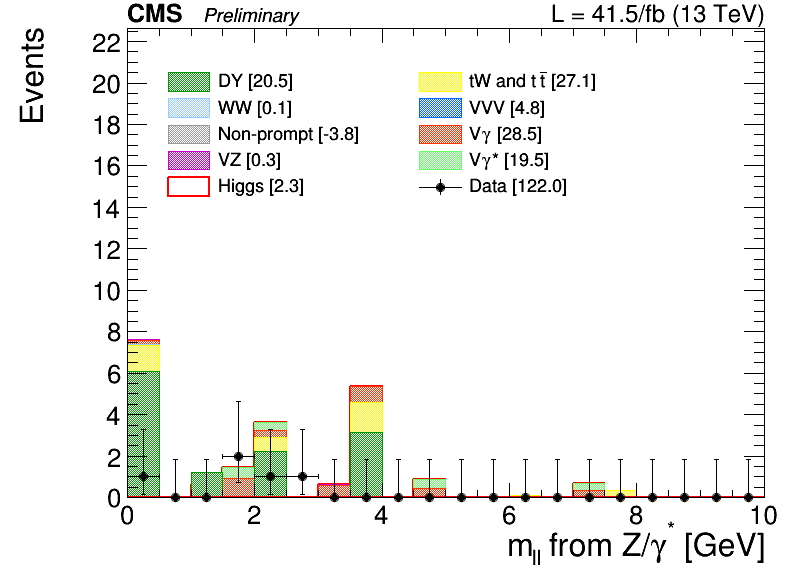 CMS Preliminary L = 41.5/fb (13 TeV)
Events
22
20
18
16
14
12
10
8
6
4
2
0
DY [20.5]
WW [0.1]
Non-prompt [-3.8]
VZ [0.3]
Higgs [2.3]
tW and tt̅ [27.1]
VVV [4.8]
Vγ [28.5]
Vγ* [19.5]
Data [122.0]
0 2 4 6 8 10
m_ll from Z/γ* [GeV]